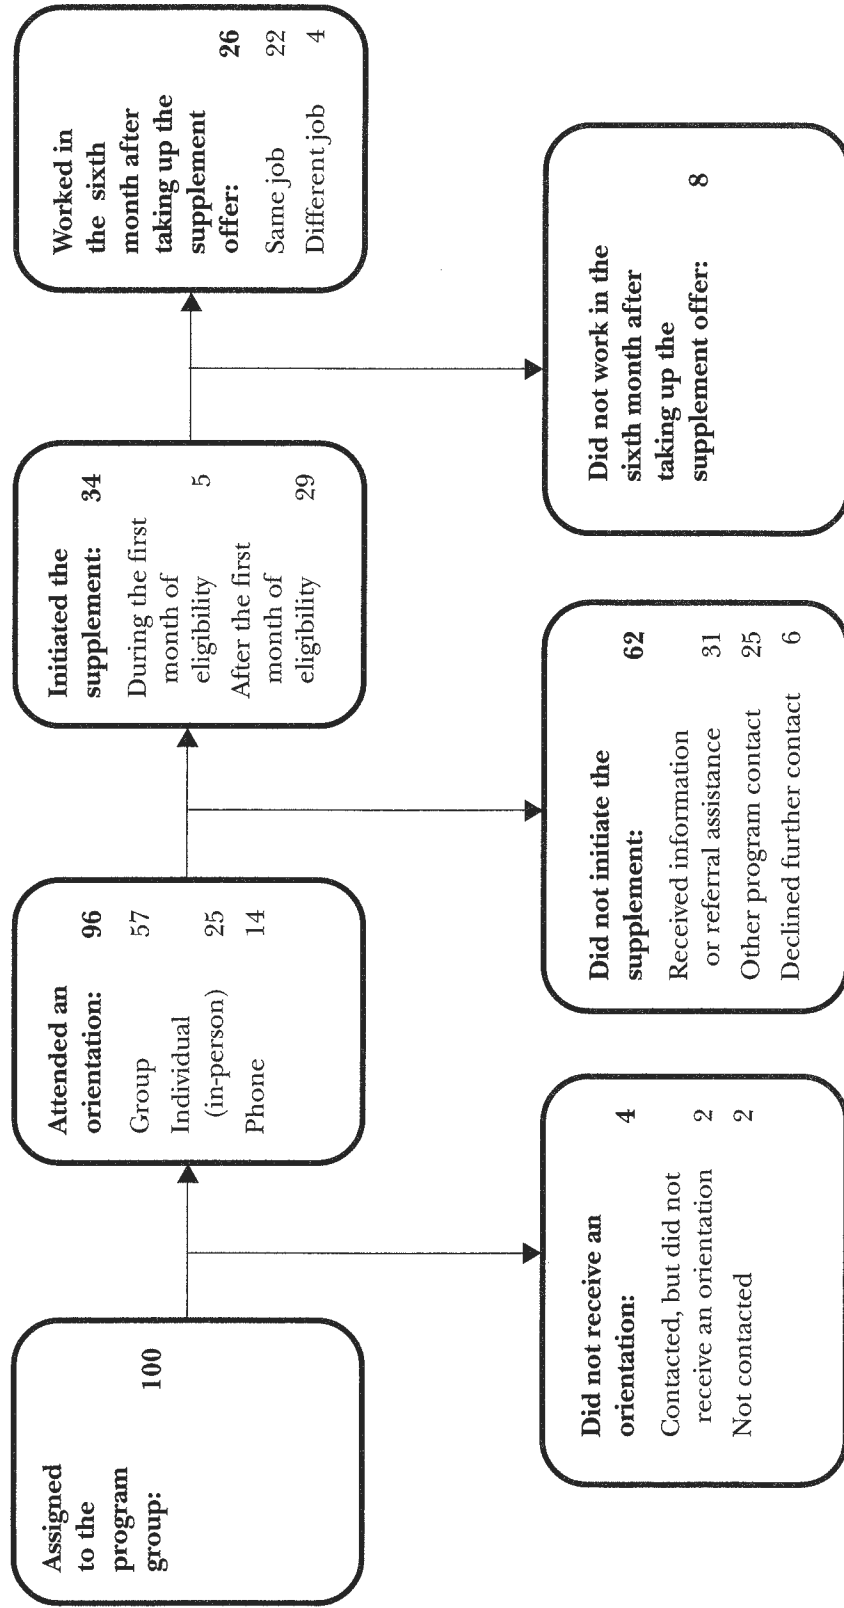 Assigned
to the
program
group:
100
Attended an
orientation: 96
Group 57
Individual
(in-person) 25
Phone 14
Initiated the
supplement: 34
During the first
month of
eligibility 5
After the first
month of
eligibility 29
Worked in
the sixth
month after
taking up the
supplement
offer: 26
Same job 22
Different job 4
Did not receive an
orientation: 4
Contacted, but did not
receive an orientation 2
Not contacted 2
Did not initiate the
supplement: 62
Received information
or referral assistance 31
Other program contact 25
Declined further contact 6
Did not work in the
sixth month after
taking up the
supplement offer: 8